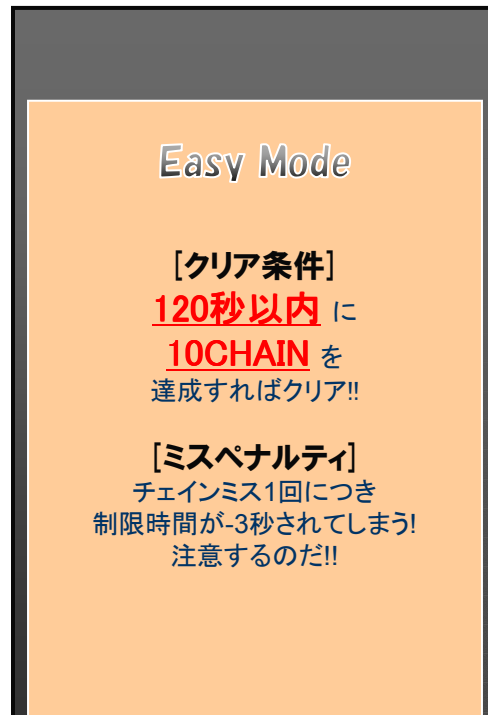 Easy Mode
[クリア条件]
120秒以内 に
10CHAIN を
達成すればクリア!!
[ミスペナルティ]
チェインミス1回につき
制限時間が-3秒されてしまう!
注意するのだ!!